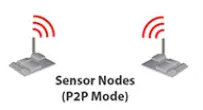 Sensor Nodes
(P2P Mode)